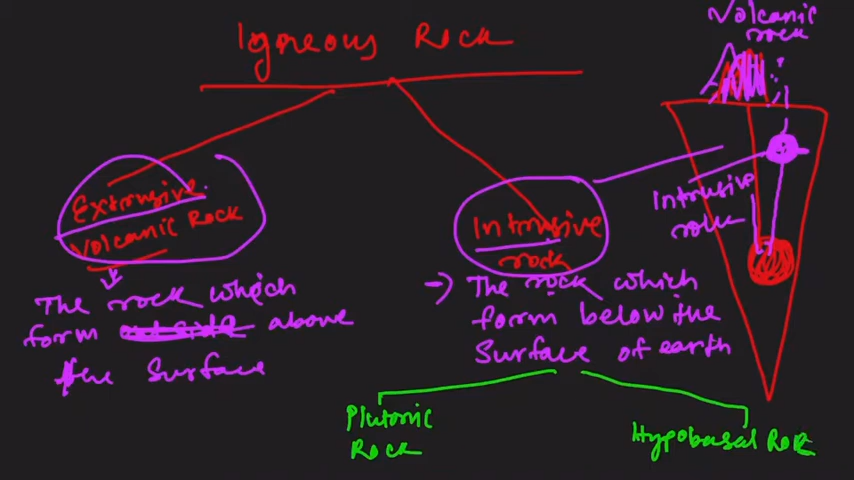 Igneous Rock
Volcanic
rock
Extrusive
Volcanic Rock
The rock which
form above
the Surface
Intrusive
rock
→ The rock which
form below the
Surface of earth
Intrusive
rock
Plutonic
Rock
Hypobasal Rock